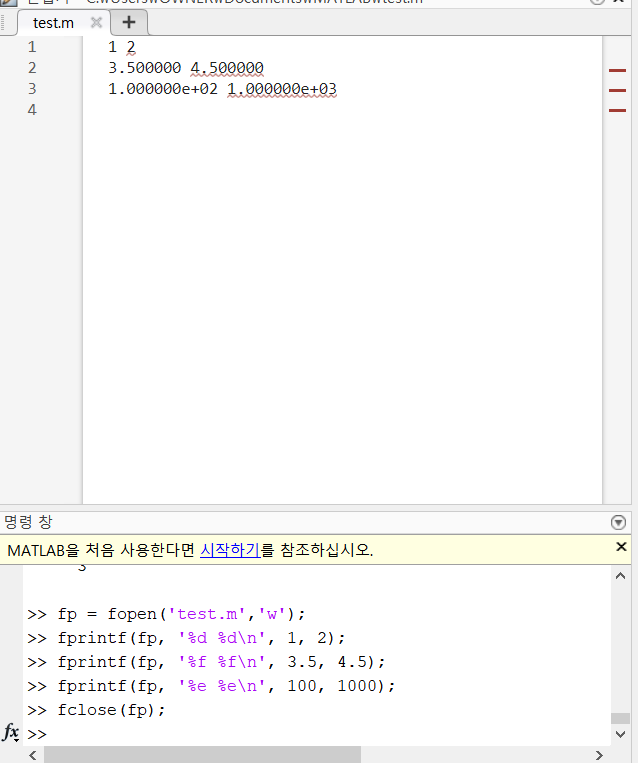 test.m
1 1 2
2 3.500000 4.500000
3 1.000000e+02 1.000000e+03
4
명령 창
MATLAB을 처음 사용한다면 시작하기를 참조하십시오.
3
>> fp = fopen('test.m','w');
>> fprintf(fp, '%d %d\n', 1, 2);
>> fprintf(fp, '%f %f\n', 3.5, 4.5);
>> fprintf(fp, '%e %e\n', 100, 1000);
>> fclose(fp);
fx >>